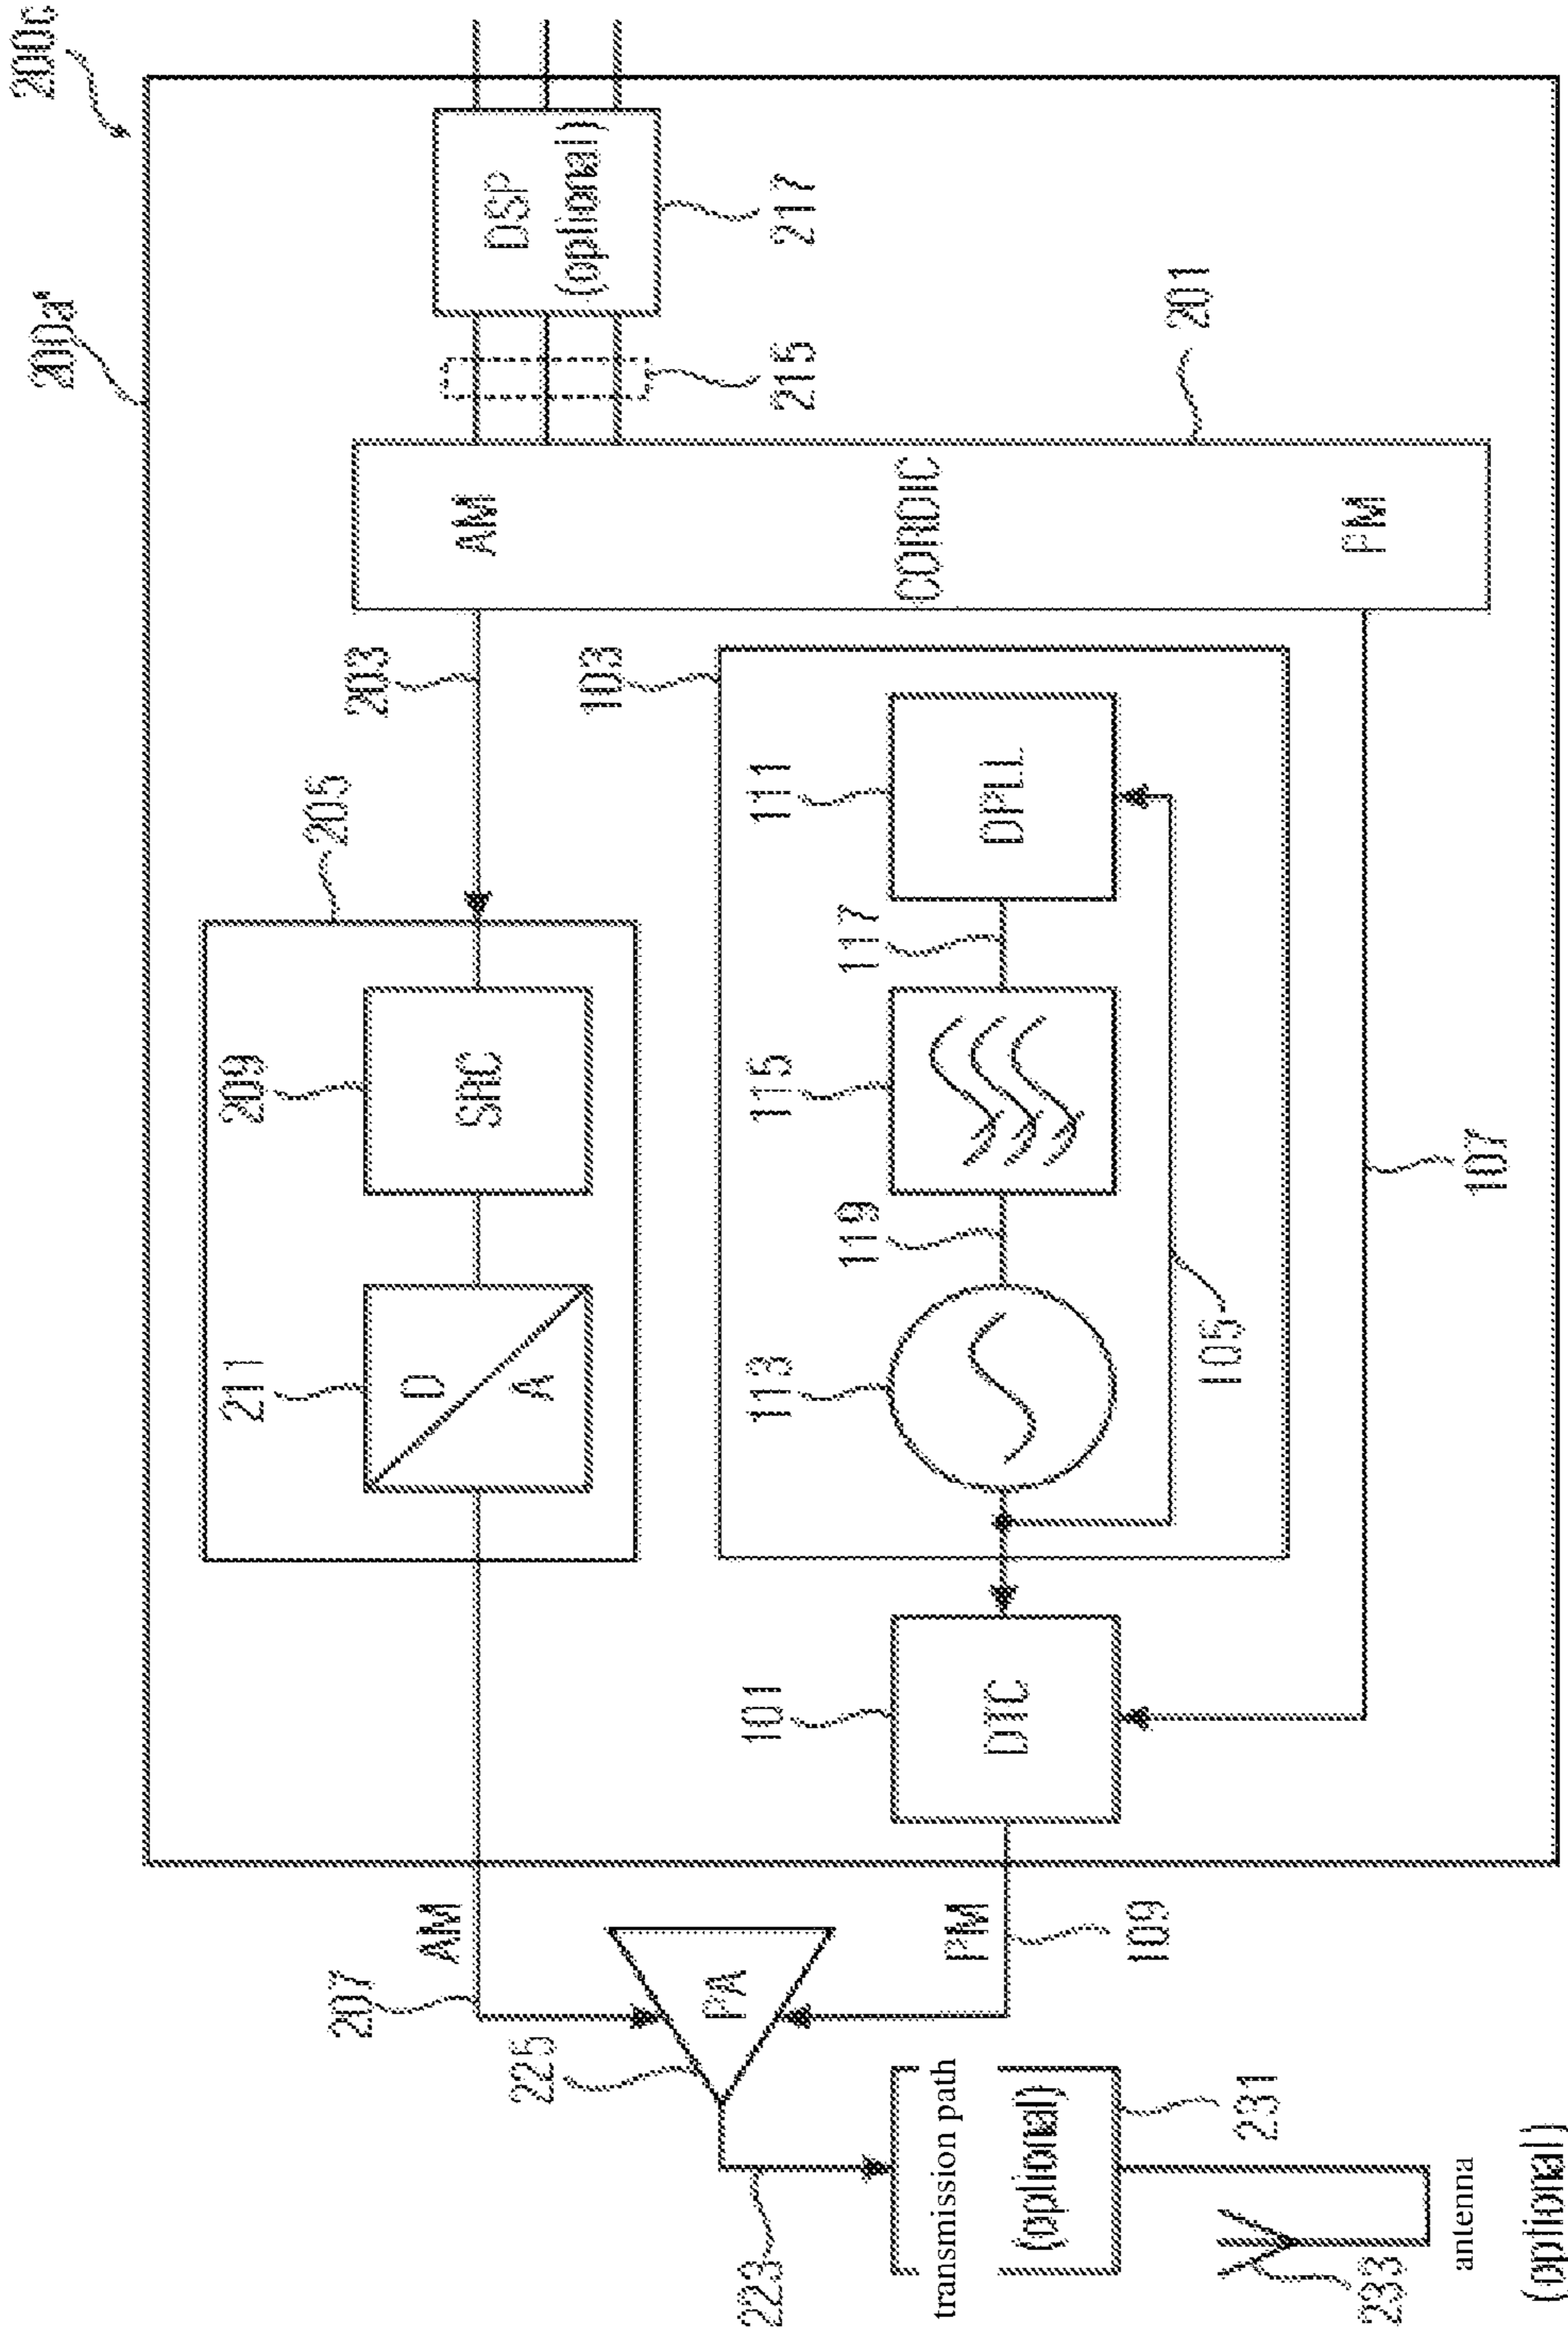 200c
200a'
DSP
(optional)
217
215
201
AM
CORDIC
PM
203
103
205
209
SRC
211
D
A
111
DPLL
117
115
119
113
105
107
101
DTC
AM
207
PA
225
PM
109
223
transmission path
(optional)
231
233
antenna
(optional)